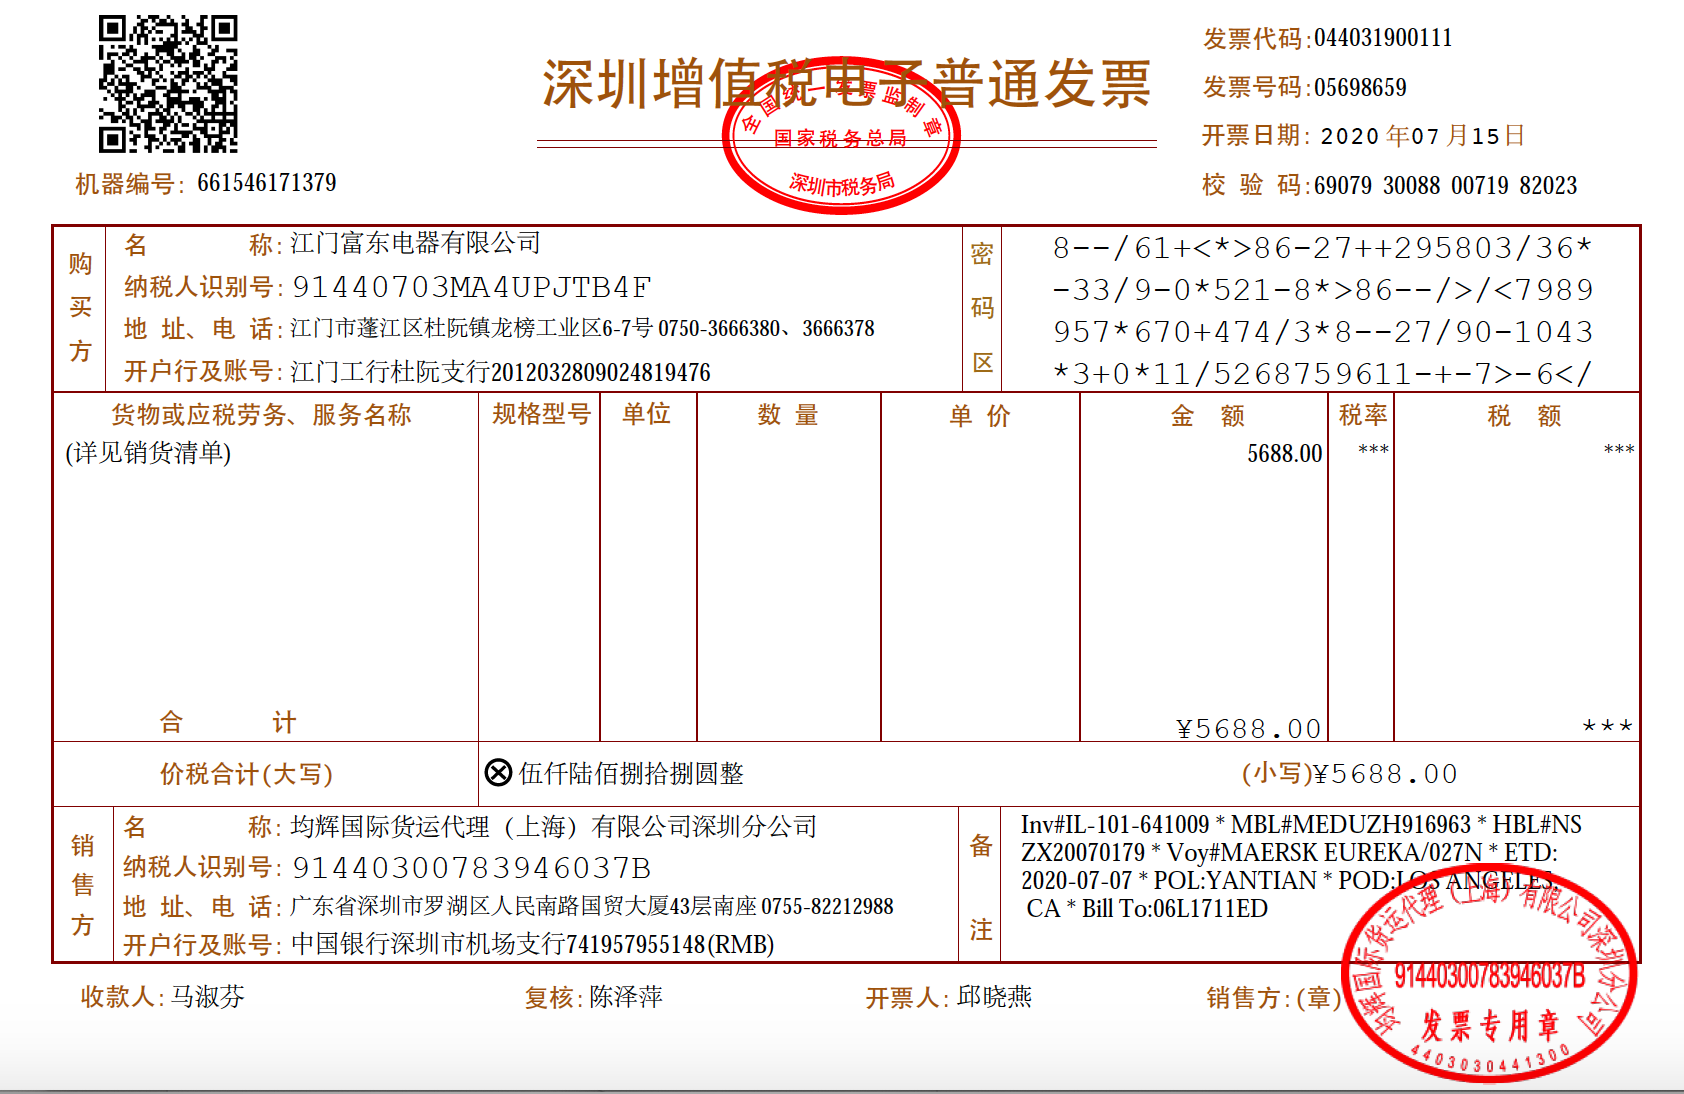 发票代码:044031900111
深圳增值税电子普通发票
发票号码:05698659
全国统一发票监制章
国家税务总局
深圳市税务局
开票日期: 2020 年07 月15日
机器编号: 661546171379
校 验 码:69079 30088 00719 82023
购买方
名 称: 江门富东电器有限公司
纳税人识别号: 91440703MA4UPJTB4F
地 址、电 话: 江门市蓬江区杜阮镇龙榜工业区6-7号 0750-3666380、3666378
开户行及账号: 江门工行杜阮支行2012032809024819476
密码区
8--/61+<*>86-27++295803/36*
-33/9-0*521-8*>86--/>/<7989
957*670+474/3*8--27/90-1043
*3+0*11/5268759611-+-7>-6</
货物或应税劳务、服务名称 规格型号 单位 数 量 单 价 金 额 税率 税 额
(详见销货清单) 5688.00 *** ***
合 计 ¥5688.00 ***
价税合计(大写) ⊗ 伍仟陆佰捌拾捌圆整 (小写)¥5688.00
销售方
名 称: 均辉国际货运代理（上海）有限公司深圳分公司
纳税人识别号: 91440300783946037B
地 址、电 话: 广东省深圳市罗湖区人民南路国贸大厦43层南座 0755-82212988
开户行及账号: 中国银行深圳市机场支行741957955148(RMB)
备注
Inv#IL-101-641009 * MBL#MEDUZH916963 * HBL#NS
ZX20070179 * Voy#MAERSK EUREKA/027N * ETD:
2020-07-07 * POL:YANTIAN * POD:LOS ANGELES,
CA * Bill To:06L1711ED
收款人: 马淑芬 复核: 陈泽萍 开票人: 邱晓燕 销售方: (章)
均辉国际货运代理（上海）有限公司深圳分公司
91440300783946037B
发票专用章
4403030441300